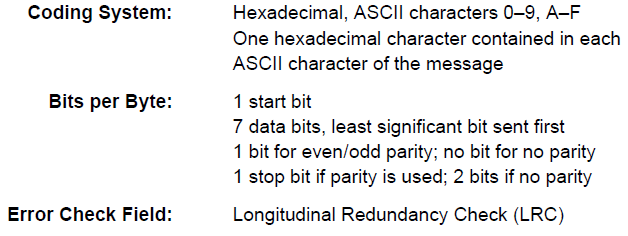 Coding System: Hexadecimal, ASCII characters 0–9, A–F
One hexadecimal character contained in each
ASCII character of the message
Bits per Byte: 1 start bit
7 data bits, least significant bit sent first
1 bit for even/odd parity; no bit for no parity
1 stop bit if parity is used; 2 bits if no parity
Error Check Field: Longitudinal Redundancy Check (LRC)